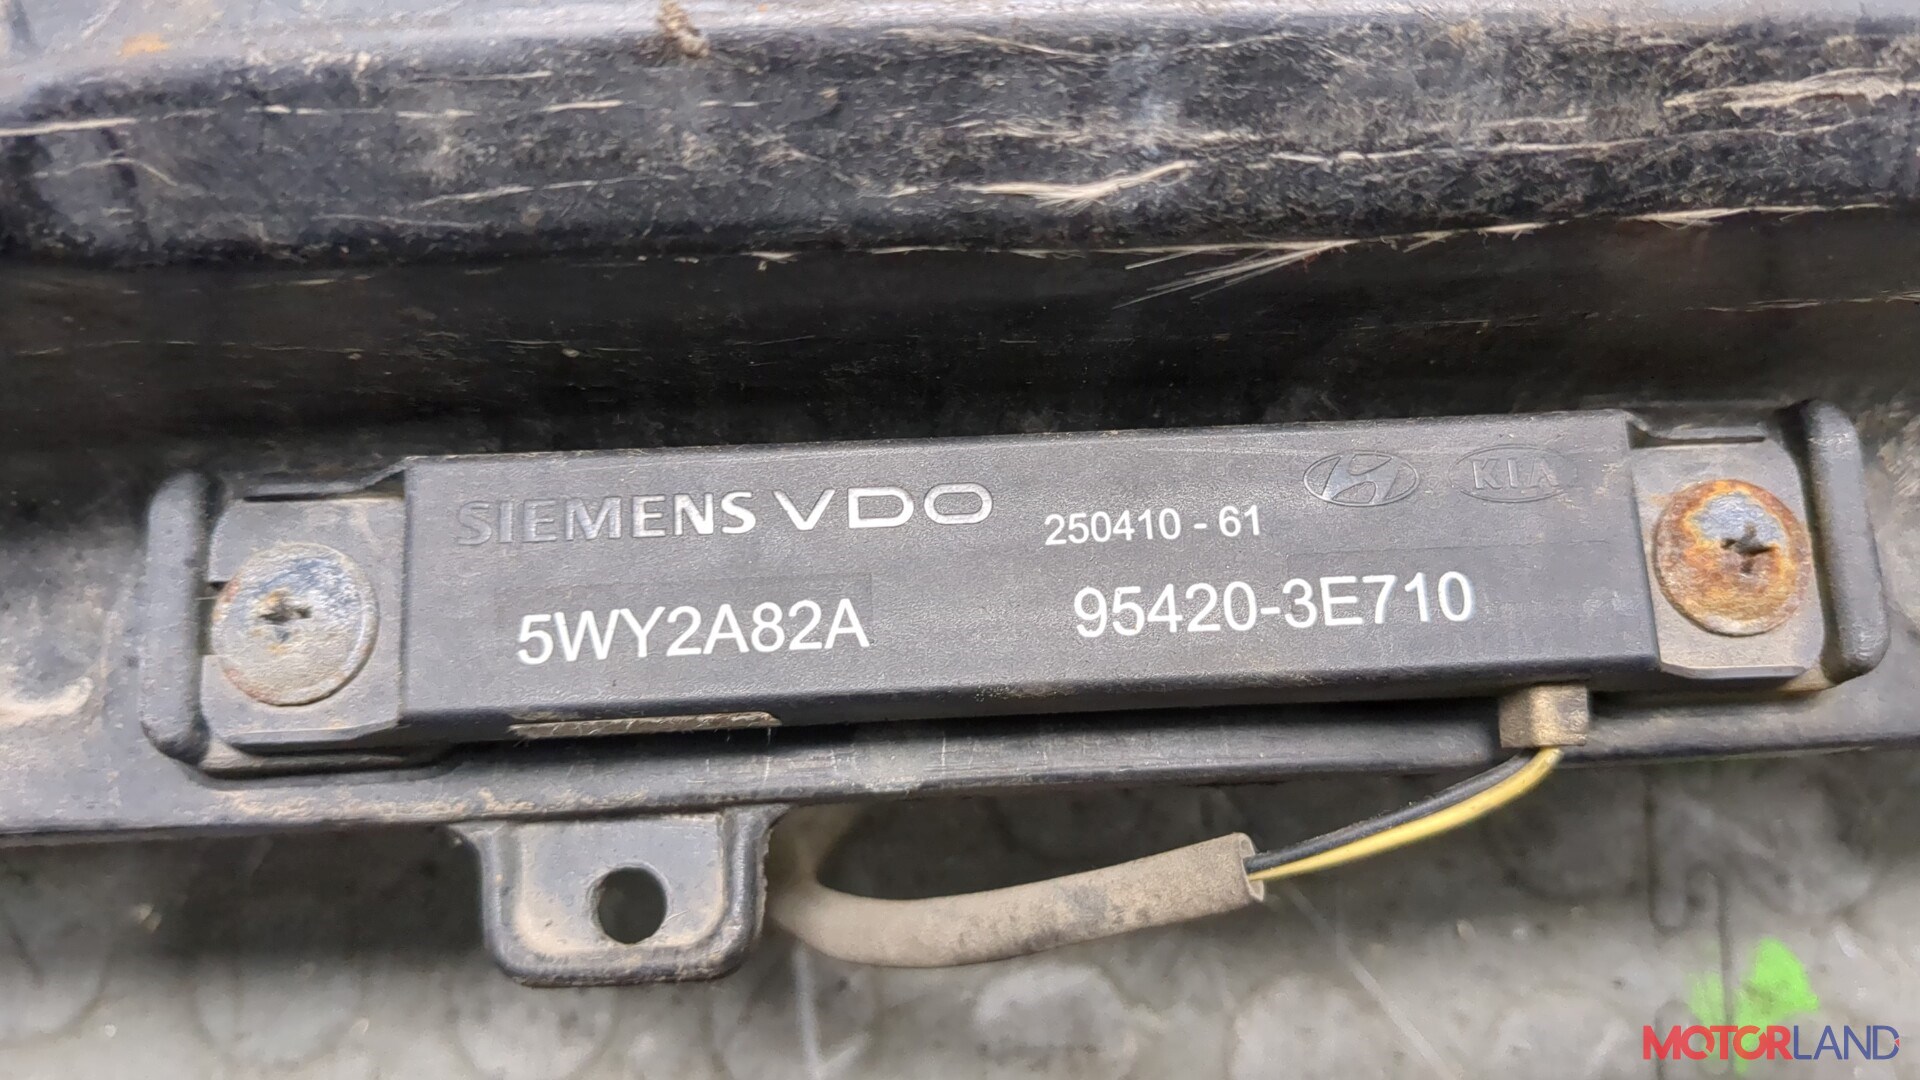 SIEMENS VDO
250410 - 61
KIA
5WY2A82A
95420-3E710
MOTORLAND